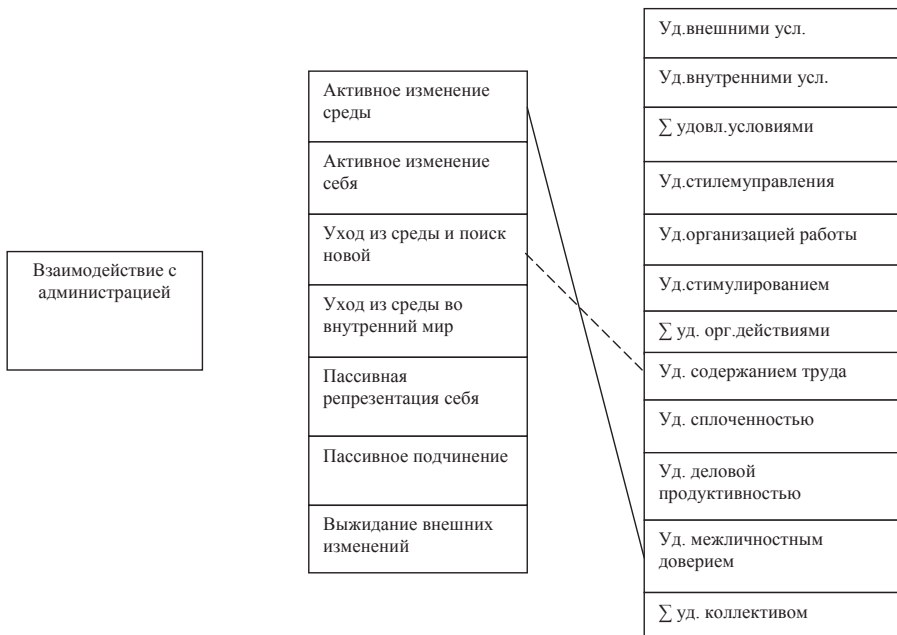 Взаимодействие с
администрацией
Активное изменение
среды
Активное изменение
себя
Уход из среды и поиск
новой
Уход из среды во
внутренний мир
Пассивная
репрезентация себя
Пассивное подчинение
Выжидание внешних
изменений
Уд.внешними усл.
Уд.внутренними усл.
∑ удовл.условиями
Уд.стилемуправления
Уд.организацией работы
Уд.стимулированием
∑ уд. орг.действиями
Уд. содержанием труда
Уд. сплоченностью
Уд. деловой
продуктивностью
Уд. межличностным
доверием
∑ уд. коллективом